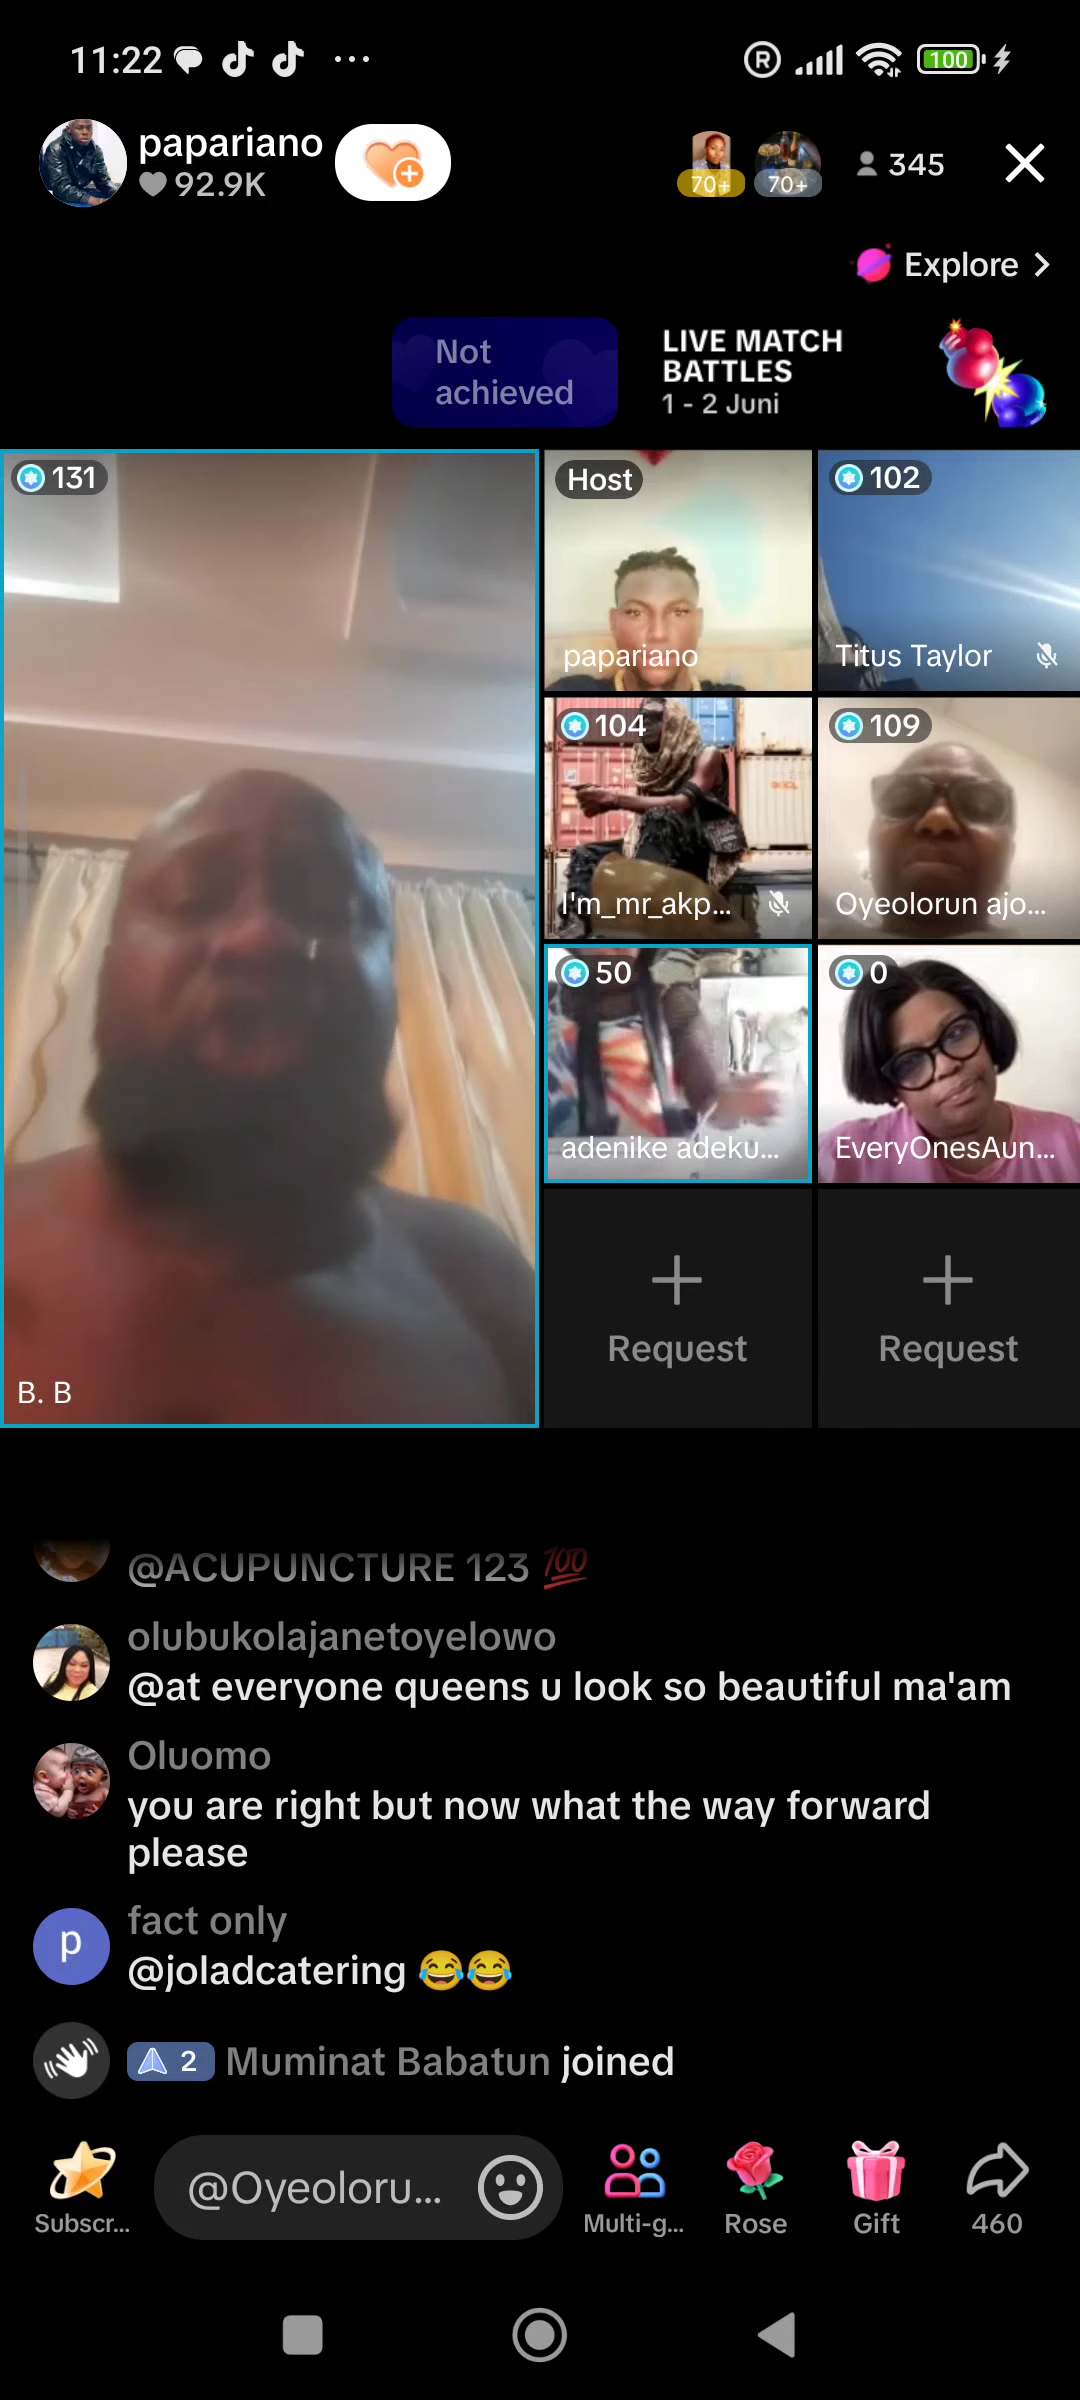 11:22
100
papariano
92.9K
70+
70+
345
Explore
Not
achieved
LIVE MATCH
BATTLES
1 - 2 Juni
131
Host
102
papariano
Titus Taylor
104
109
I'm_mr_akp...
Oyeolorun ajo...
50
0
adenike adeku...
EveryOnesAun...
Request
Request
B. B
@ACUPUNCTURE 123 💯
olubukolajanetoyelowo
@at everyone queens u look so beautiful ma'am
Oluomo
you are right but now what the way forward
please
p
fact only
@joladcatering 😂😂
2 Muminat Babatun joined
@Oyeoloru...
Subscr...
Multi-g...
Rose
Gift
460